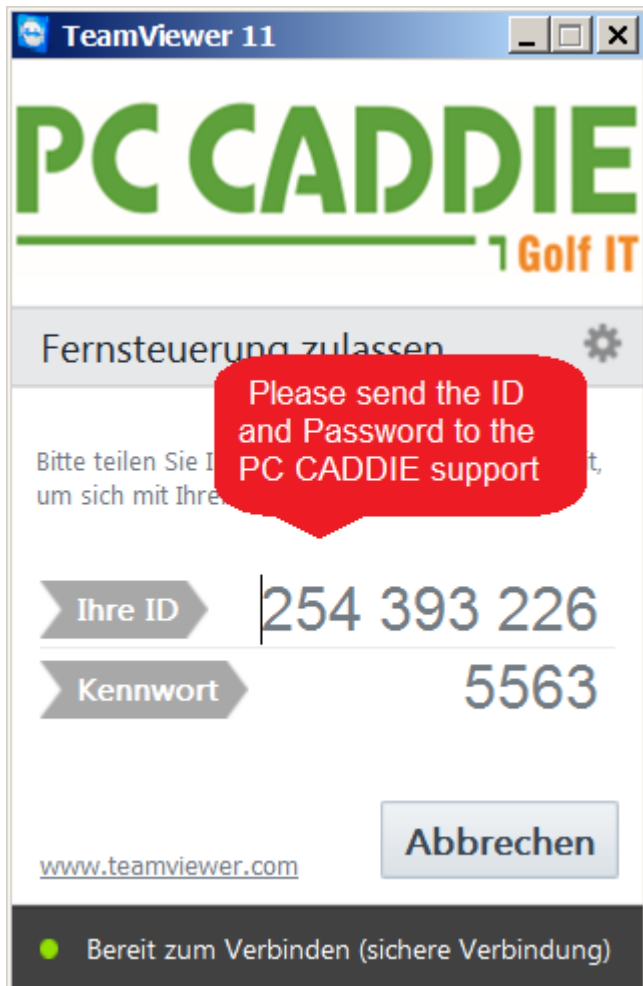 TeamViewer 11
PC CADDIE
Golf IT
Fernsteuerung zulassen
Please send the ID
and Password to the
PC CADDIE support
Bitte teilen Sie
um sich mit
Ihre ID
254 393 226
Kennwort
5563
www.teamviewer.com
Abbrechen
Bereit zum Verbinden (sichere Verbindung)